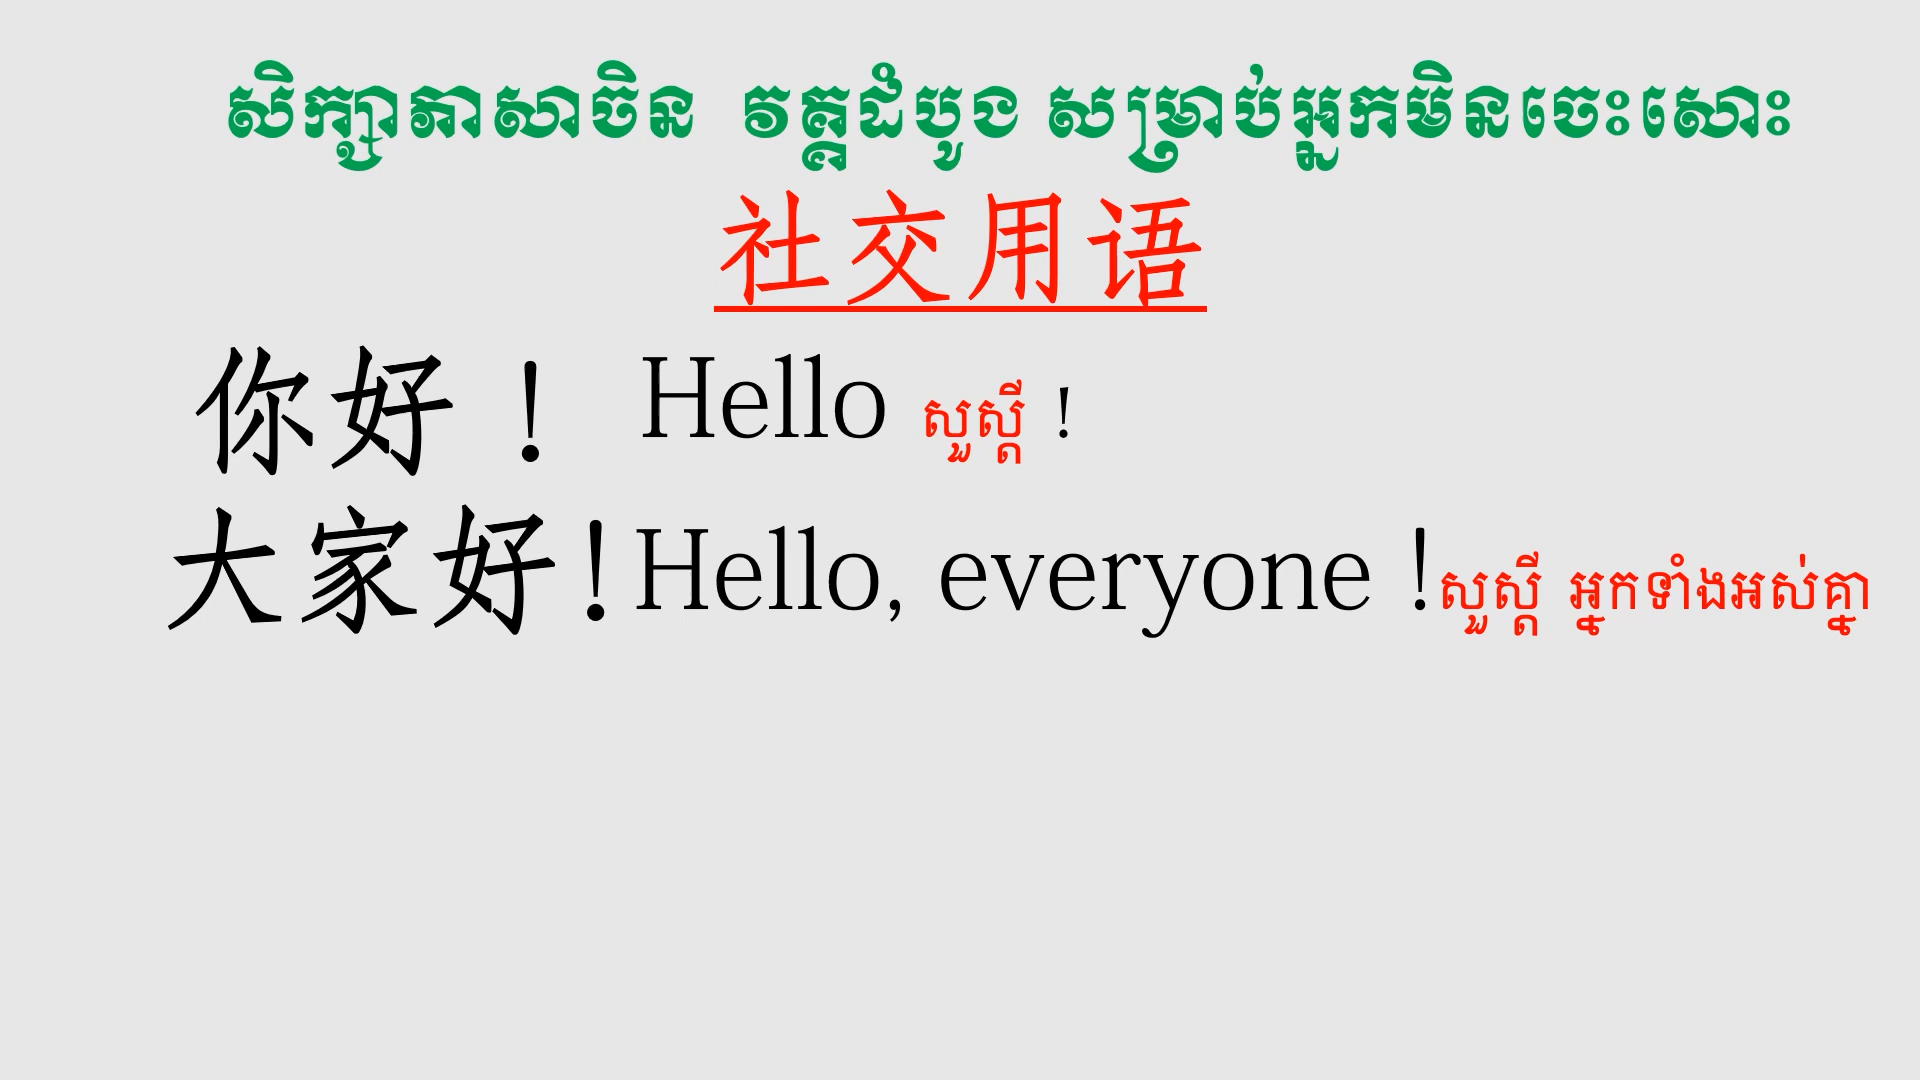 សិក្សាភាសាចិន វគ្គដំបូង សម្រាប់អ្នកមិនចេះសោះ
社交用语
你好！ Hello សួស្តី !
大家好！Hello, everyone !សួស្តី អ្នកទាំងអស់គ្នា